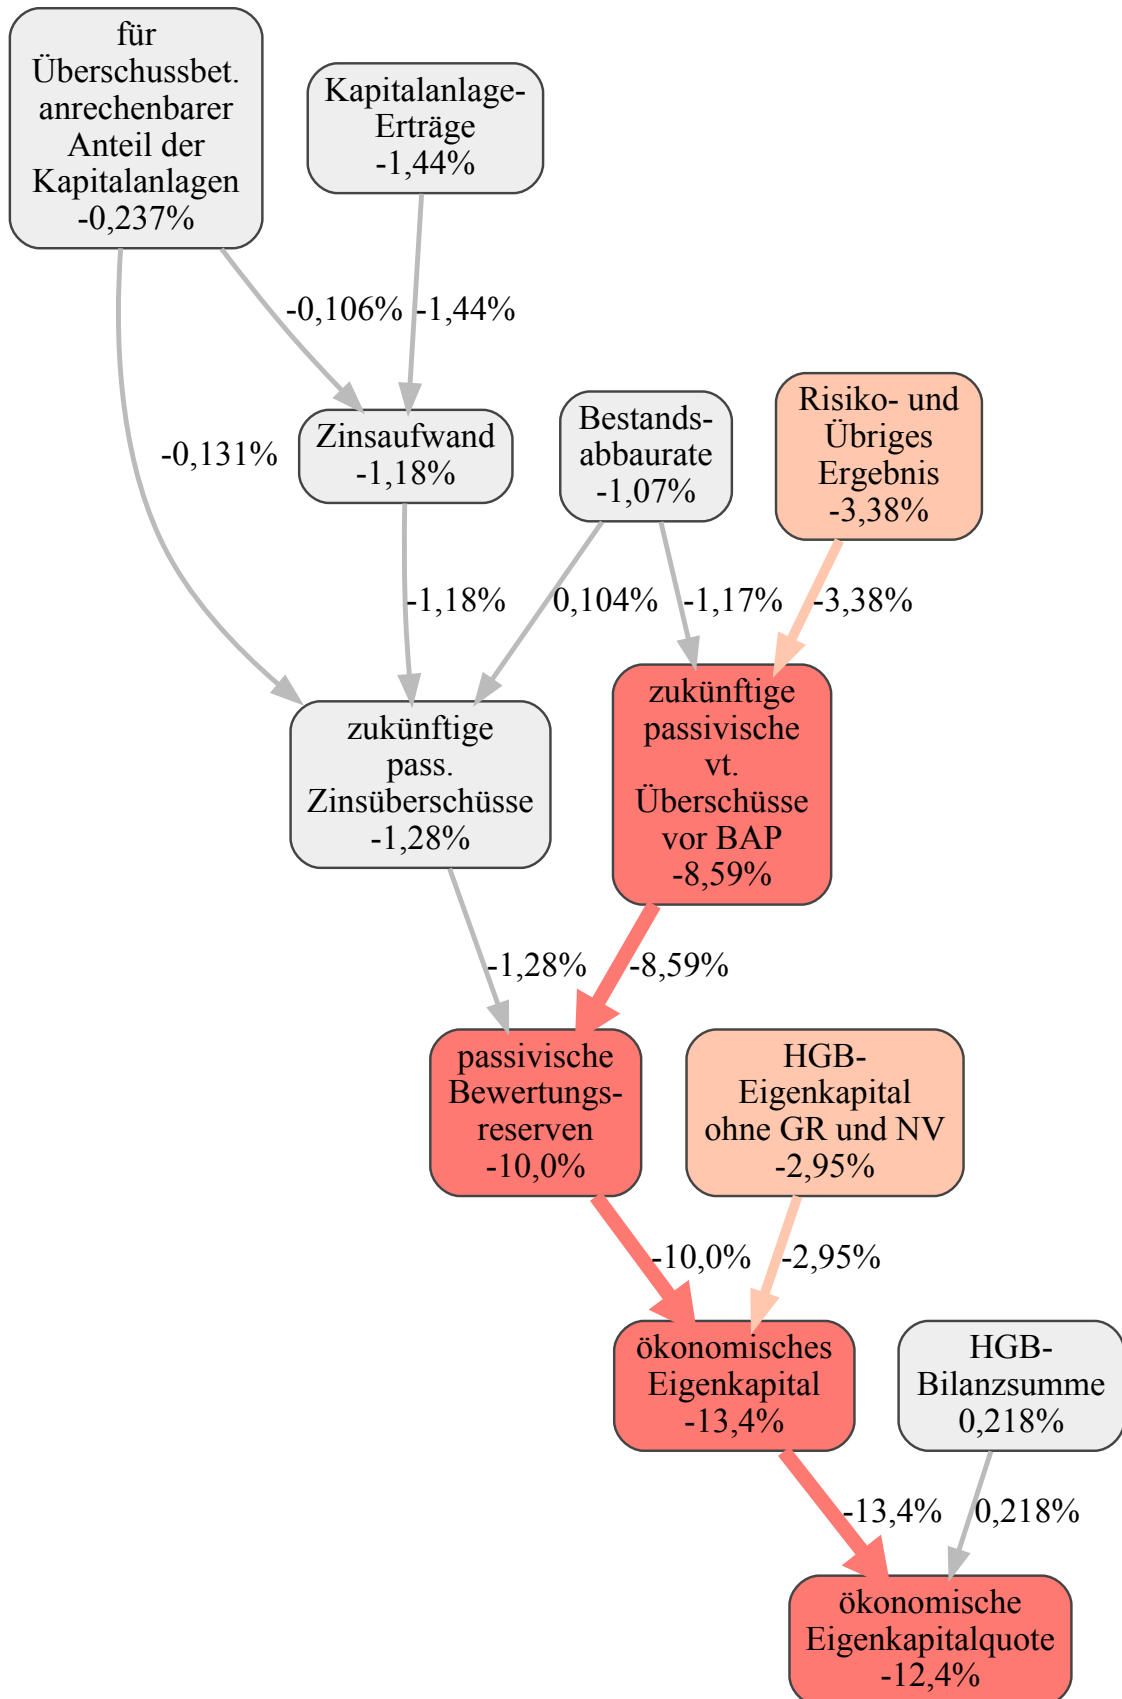 für
Überschussbet.
anrechenbarer
Anteil der
Kapitalanlagen
-0,237%
Kapitalanlage-
Erträge
-1,44%
-0,106%
-1,44%
Zinsaufwand
-1,18%
Bestands-
abbaurate
-1,07%
Risiko- und
Übriges
Ergebnis
-3,38%
-0,131%
-1,18%
0,104%
-1,17%
-3,38%
zukünftige
pass.
Zinsüberschüsse
-1,28%
zukünftige
passivische
vt.
Überschüsse
vor BAP
-8,59%
-1,28%
-8,59%
passivische
Bewertungs-
reserven
-10,0%
HGB-
Eigenkapital
ohne GR und NV
-2,95%
-10,0%
-2,95%
ökonomisches
Eigenkapital
-13,4%
HGB-
Bilanzsumme
0,218%
-13,4%
0,218%
ökonomische
Eigenkapitalquote
-12,4%